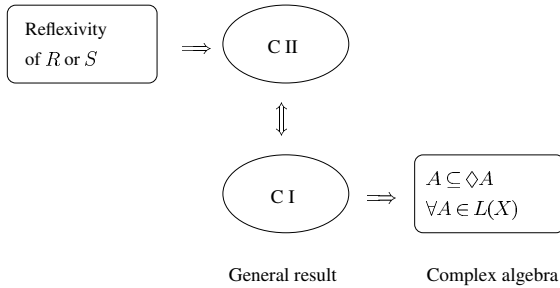 Reflexivity
of R or S
⟹
C II
⇕
C I
⟹
A ⊆ ◊A
∀A ∈ L(X)
General result
Complex algebra